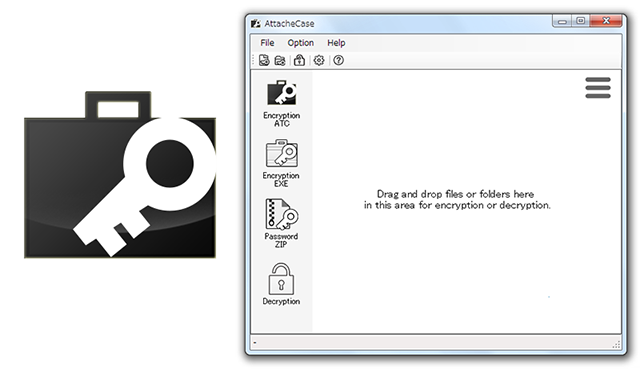 AttacheCase
File Option Help
Encryption
ATC
Encryption
EXE
Password
ZIP
Decryption
Drag and drop files or folders here
in this area for encryption or decryption.
-